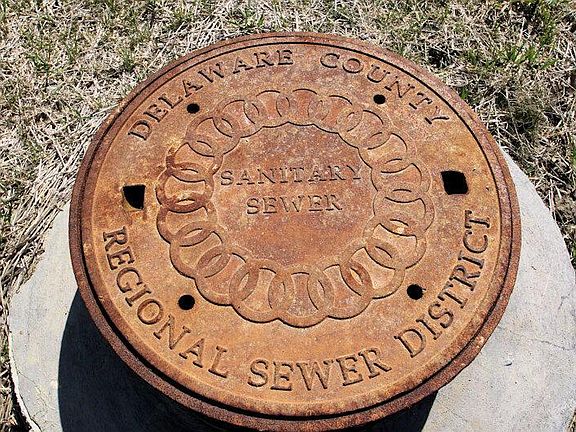 DELAWARE COUNTY
SANITARY
SEWER
REGIONAL SEWER DISTRICT